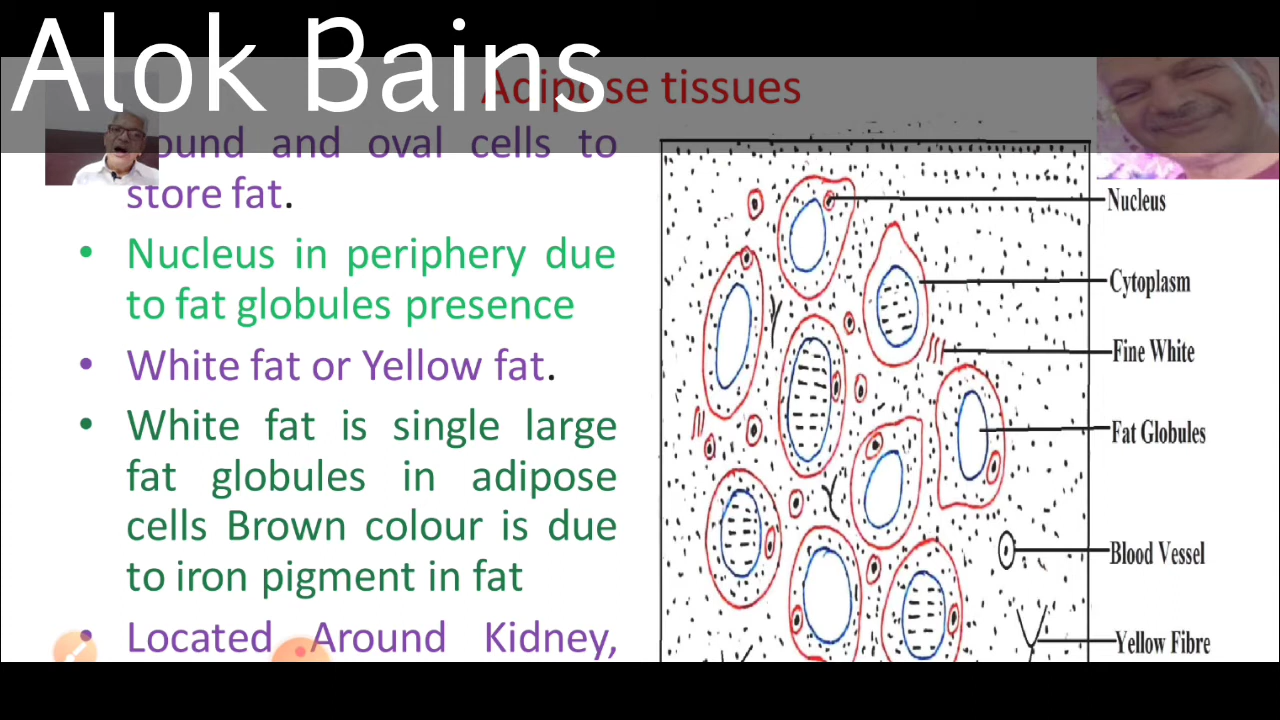 Alok Bains
Adipose tissues
ound and oval cells to
store fat.
• Nucleus in periphery due
to fat globules presence
• White fat or Yellow fat.
• White fat is single large
fat globules in adipose
cells Brown colour is due
to iron pigment in fat
• Located Around Kidney,
Nucleus
Cytoplasm
Fine White
Fat Globules
Blood Vessel
Yellow Fibre